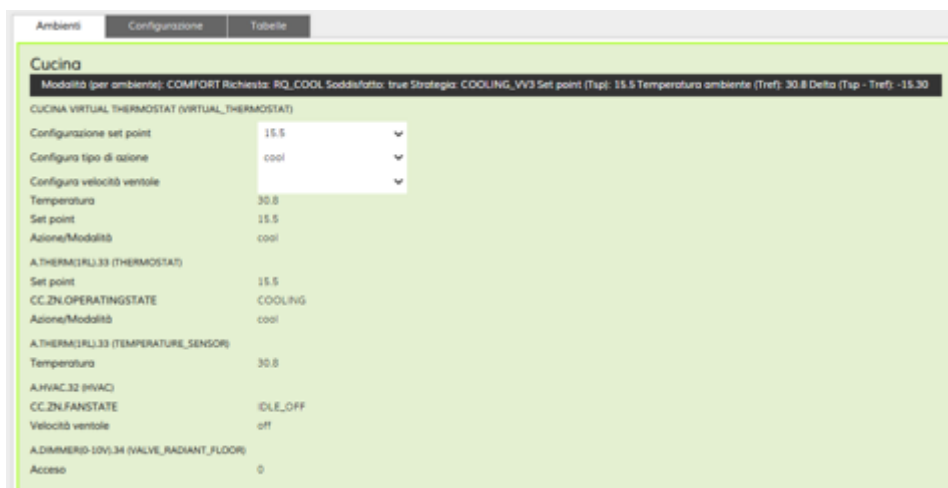 Ambienti Configurazione Tabelle
Cucina
Modalità (per ambiente): COMFORT Richiesta: RQ_COOL Soddisfatto: true Strategia: COOLING_VV3 Set point (Tsp): 15.5 Temperatura ambiente (Tref): 30.8 Delta (Tsp - Tref): -15.30
CUCINA VIRTUAL THERMOSTAT (VIRTUAL_THERMOSTAT)
Configurazione set point 15.5
Configura tipo di azione cool
Configura velocità ventole
Temperatura 30.8
Set point 15.5
Azione/Modalità cool
A.THERM(1RL).33 (THERMOSTAT)
Set point 15.5
CC.ZN.OPERATINGSTATE COOLING
Azione/Modalità cool
A.THERM(1RL).33 (TEMPERATURE_SENSOR)
Temperatura 30.8
A.HVAC.32 (HVAC)
CC.ZN.FANSTATE IDLE_OFF
Velocità ventole off
A.DIMMER(0-10V).34 (VALVE_RADIANT_FLOOR)
Acceso 0